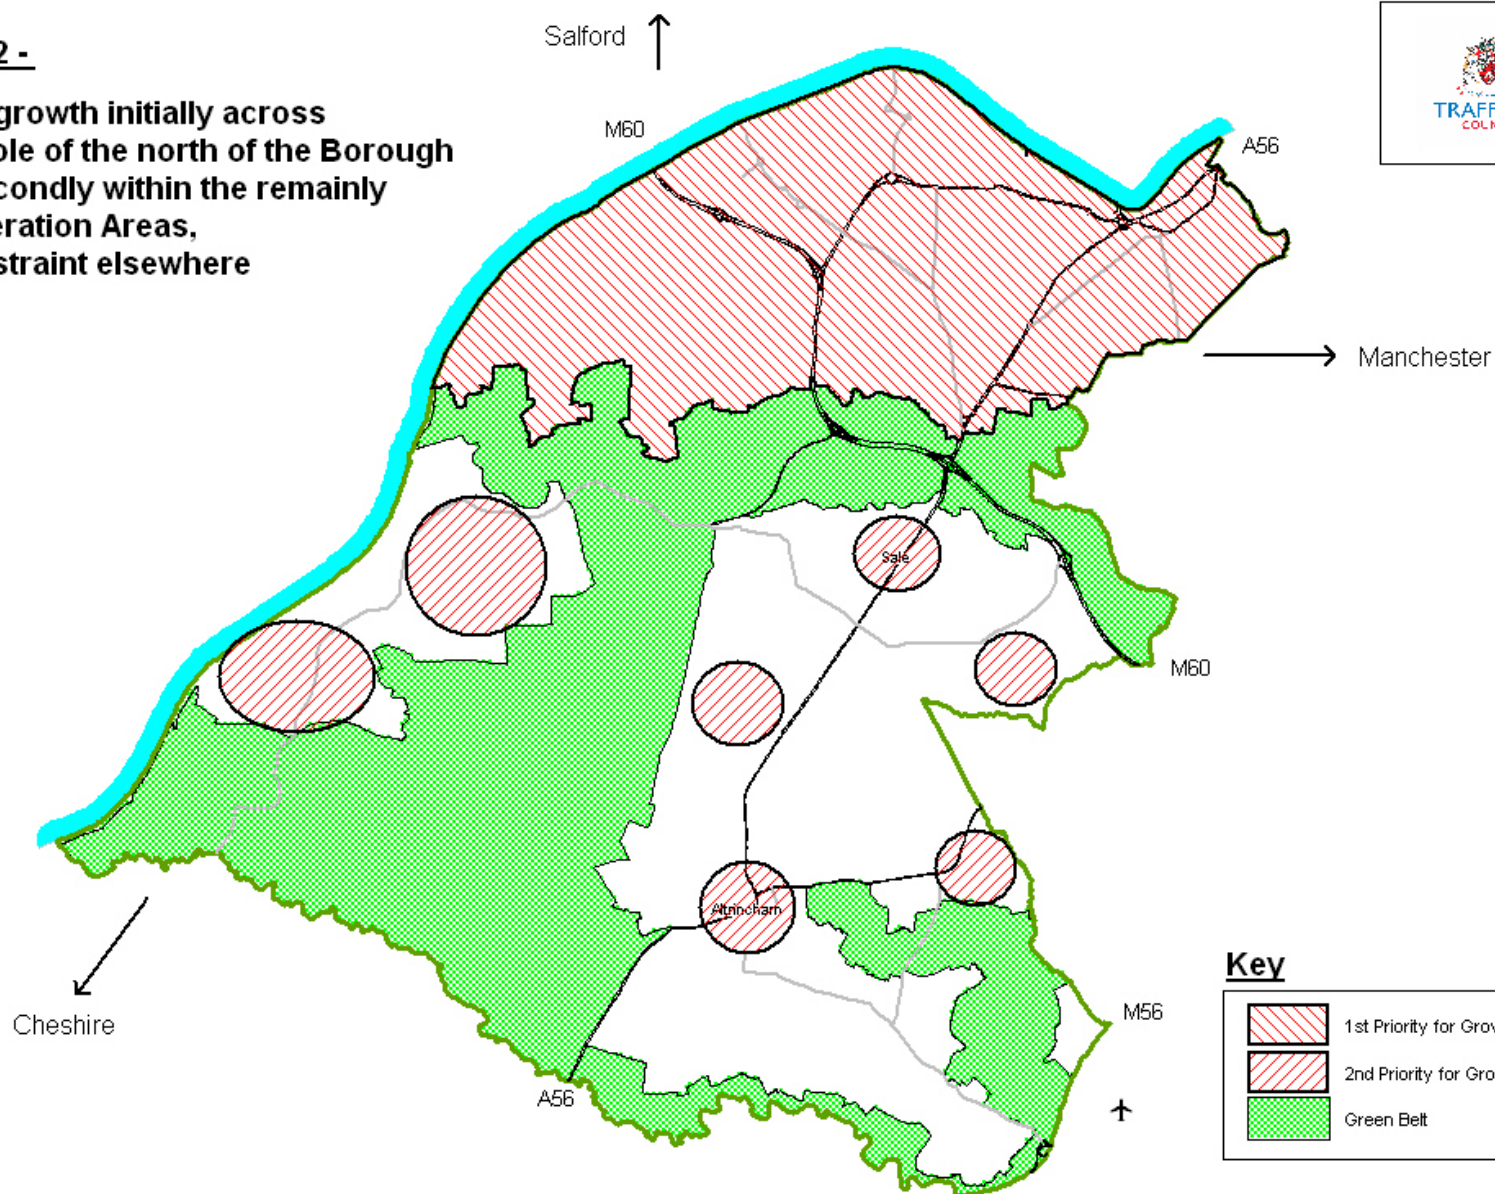 2 -
growth initially across
ole of the north of the Borough
condly within the remainly
eration Areas,
straint elsewhere
Salford
M60
A56
TRAFF
COUN
Manchester
Sale
M60
Altrincham
Cheshire
M56
A56
Key
1st Priority for Grov
2nd Priority for Gro
Green Belt